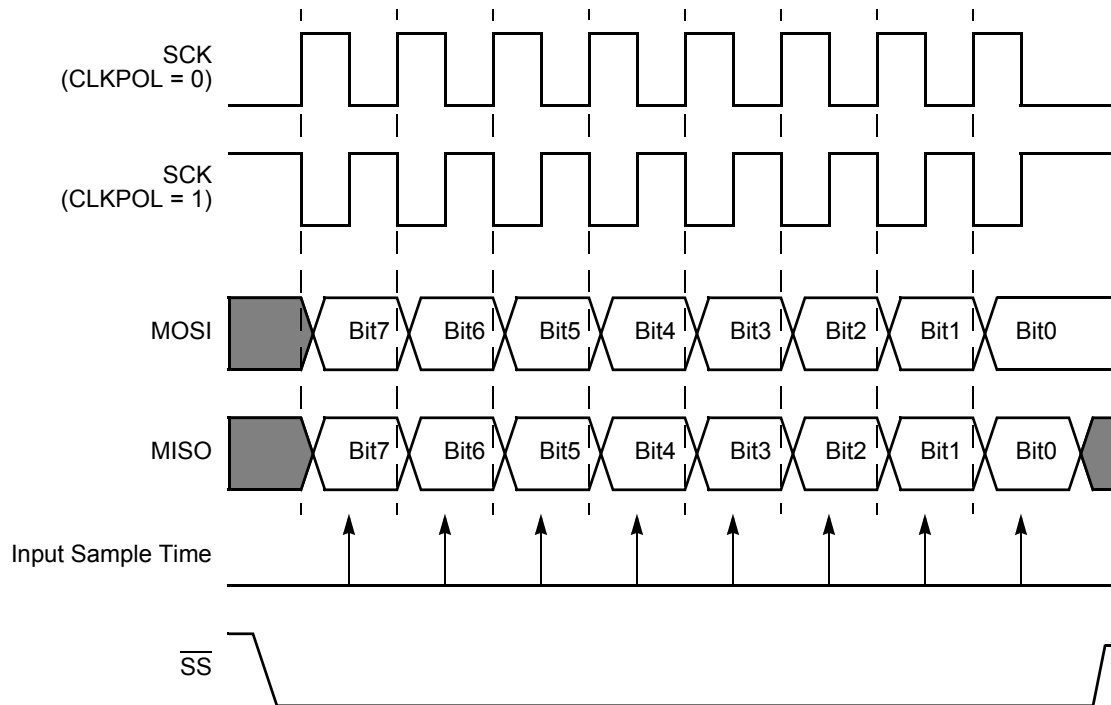 SCK
(CLKPOL = 0)
SCK
(CLKPOL = 1)
MOSI
Bit7 Bit6 Bit5 Bit4 Bit3 Bit2 Bit1 Bit0
MISO
Bit7 Bit6 Bit5 Bit4 Bit3 Bit2 Bit1 Bit0
Input Sample Time
S̅S̅